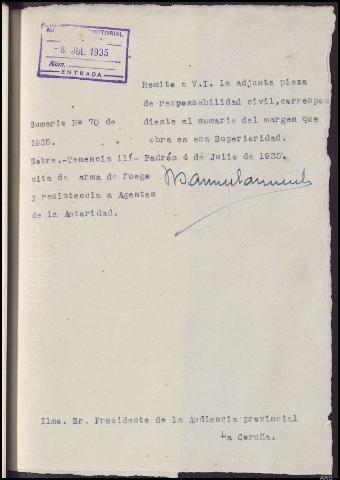 AU TERRITORIAL
-8. JUL 1935
Núm.
ENTRADA
Remite a V.I. la adjunta pieza
de responsabilidad civil, correspon
diente al sumario del margen que
obra en esa Superioridad.
Padrón 4 de Julio de 1935.
Sumario Nº 70 de
1935.
Sobre.-Tenencia ilí-
cita de arma de fuego
y resistencia a Agentes
de la Autoridad.
Ilmo. Sr. Presidente de la Audiencia provincial
La Coruña.